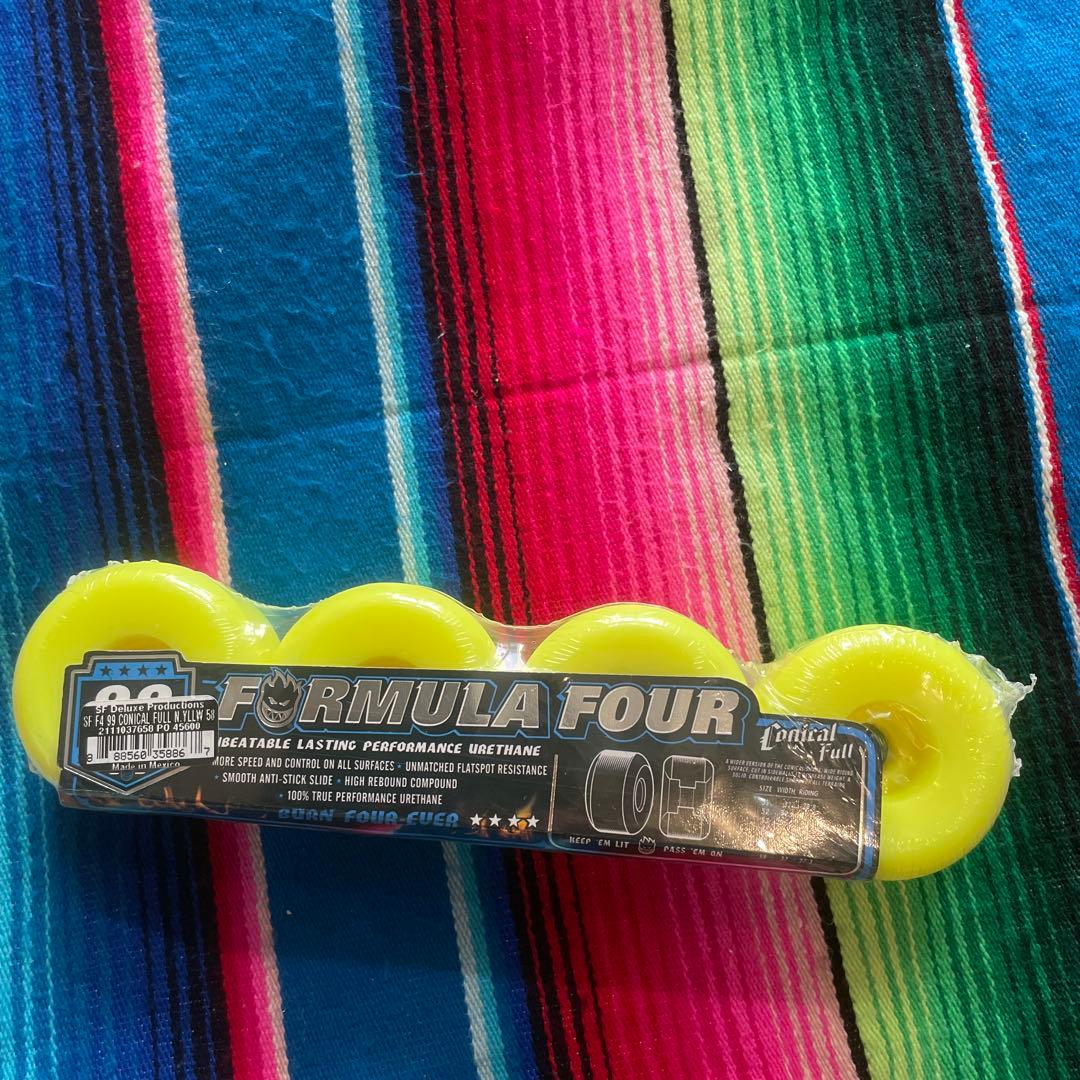 SF Deluxe Productions
SF F4 99 CONICAL FULL N.YLLW 58
2111037658 PO 45600
8 88560 35886 7
Made in Mexico
FORMULA FOUR
BEATABLE LASTING PERFORMANCE URETHANE
MORE SPEED AND CONTROL ON ALL SURFACES • UNMATCHED FLATSPOT RESISTANCE
• SMOOTH ANTI-STICK SLIDE • HIGH REBOUND COMPOUND
• 100% TRUE PERFORMANCE URETHANE
BURN FOUR-EVER
KEEP 'EM LIT PASS 'EM ON
Conical
full
SIZE WIDTH RIDING